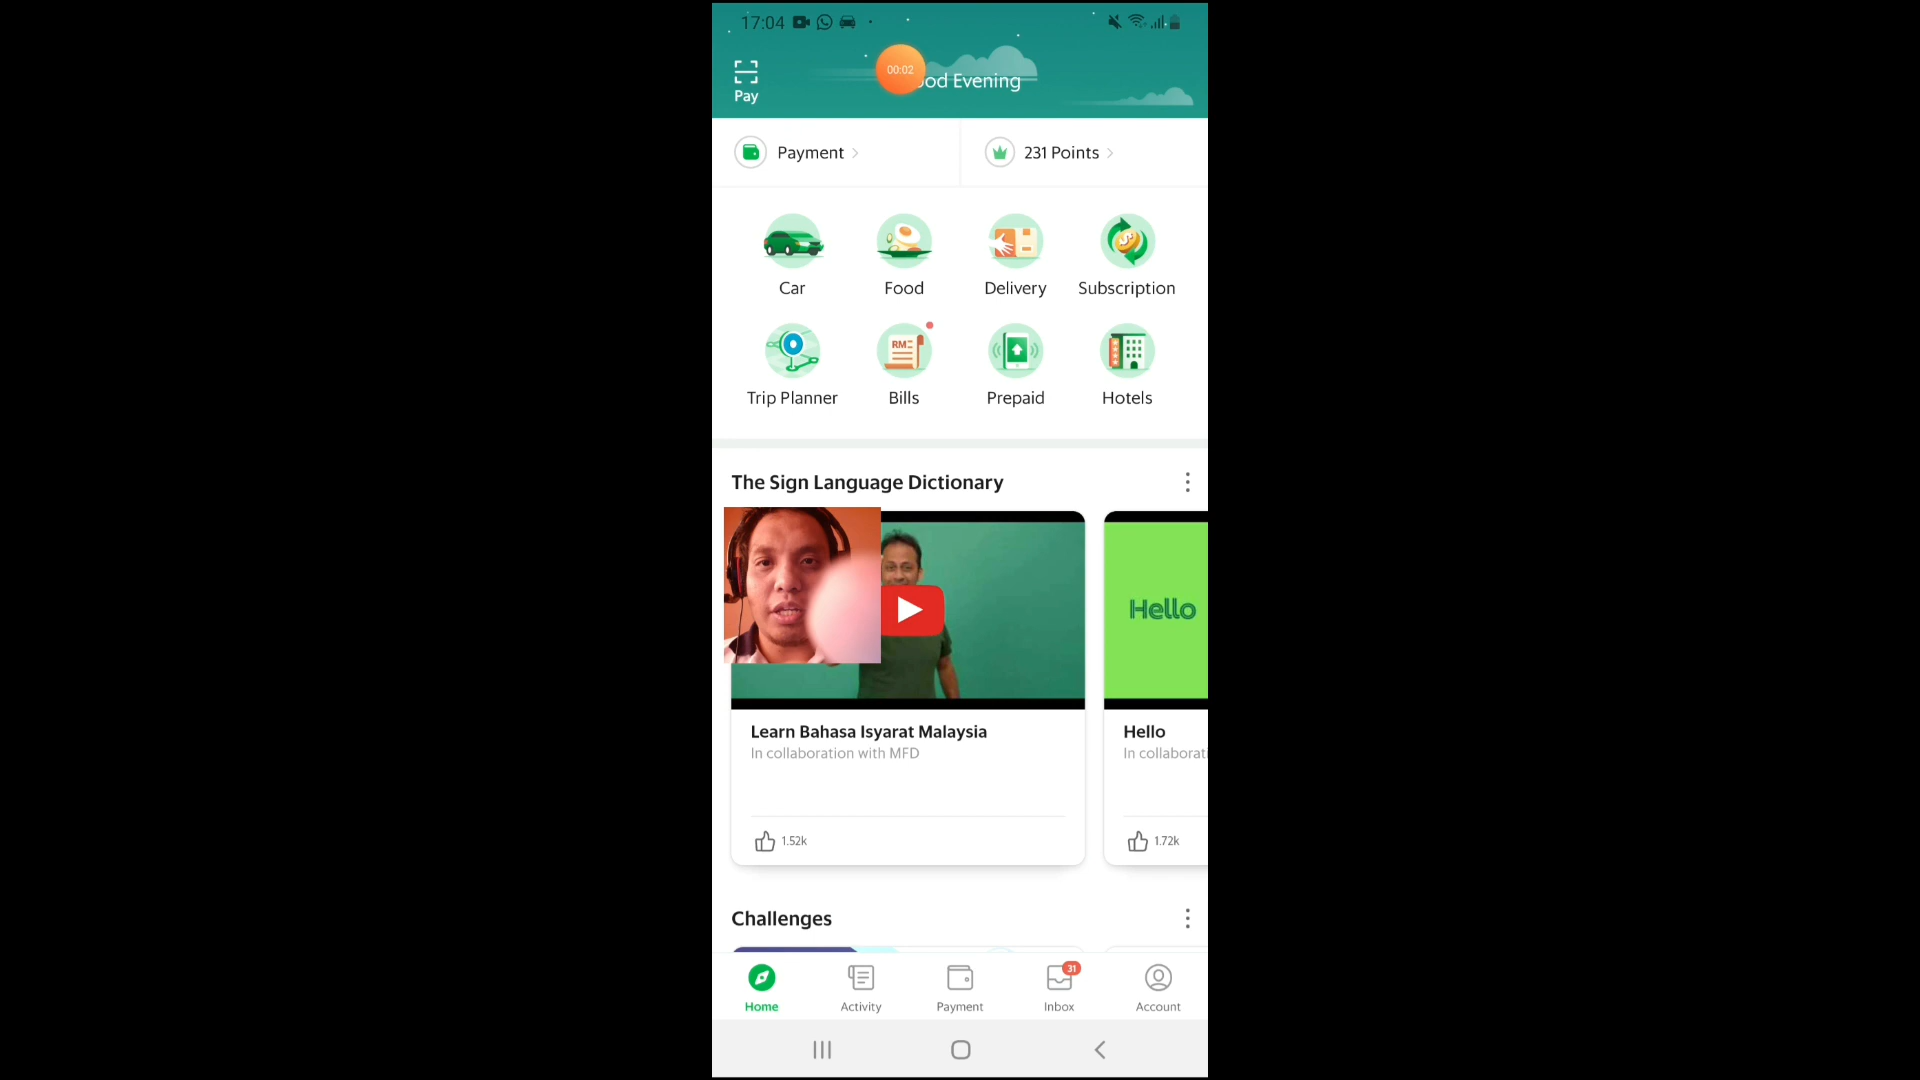 17:04
00:02
ood Evening
Pay
Payment
231 Points
Car
Food
Delivery
Subscription
RM
Trip Planner
Bills
Prepaid
Hotels
The Sign Language Dictionary
Hello
Learn Bahasa Isyarat Malaysia
In collaboration with MFD
Hello
In collaborati
1.52k
1.72k
Challenges
31
Home
Activity
Payment
Inbox
Account